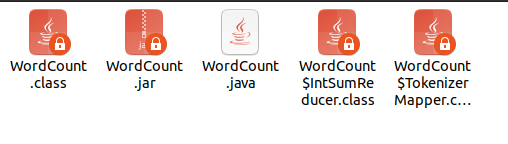 WordCount
.class
WordCount
.jar
WordCount
.java
WordCount
$IntSumRe
ducer.class
WordCount
$Tokenizer
Mapper.c…